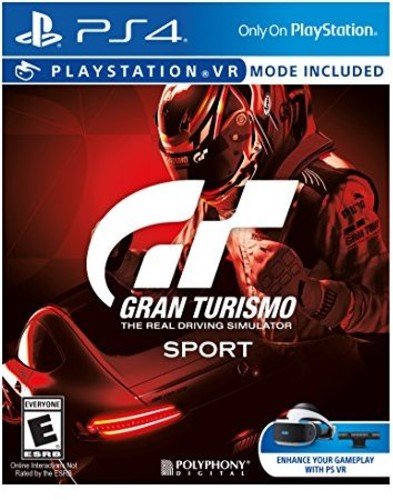 PS4
Only On PlayStation®
PLAYSTATION®VR MODE INCLUDED
GT
GRAN TURISMO
THE REAL DRIVING SIMULATOR
SPORT
EVERYONE
E
ESRB
Online Interactions Not
Rated by the ESRB
POLYPHONY
DIGITAL
ENHANCE YOUR GAMEPLAY
WITH PS VR